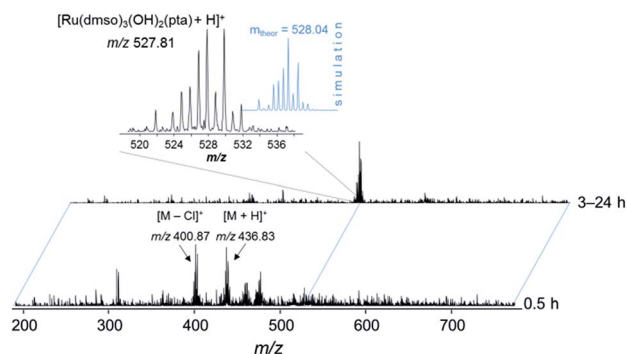 [Ru(dmso)₃(OH)₂(pta) + H]⁺
m/z 527.81
mtheor = 528.04
simulation
520 524 528 532 536
m/z
3–24 h
[M – Cl]⁺ [M + H]⁺
m/z 400.87 m/z 436.83
0.5 h
200 300 400 500 600 700
m/z